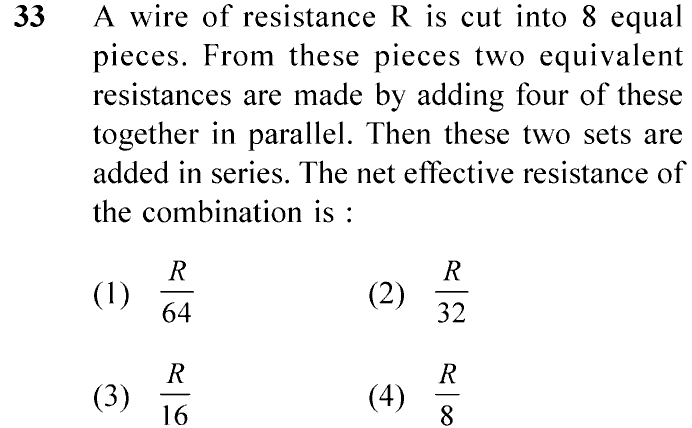 33 A wire of resistance R is cut into 8 equal
pieces. From these pieces two equivalent
resistances are made by adding four of these
together in parallel. Then these two sets are
added in series. The net effective resistance of
the combination is :
(1) R/64 (2) R/32
(3) R/16 (4) R/8